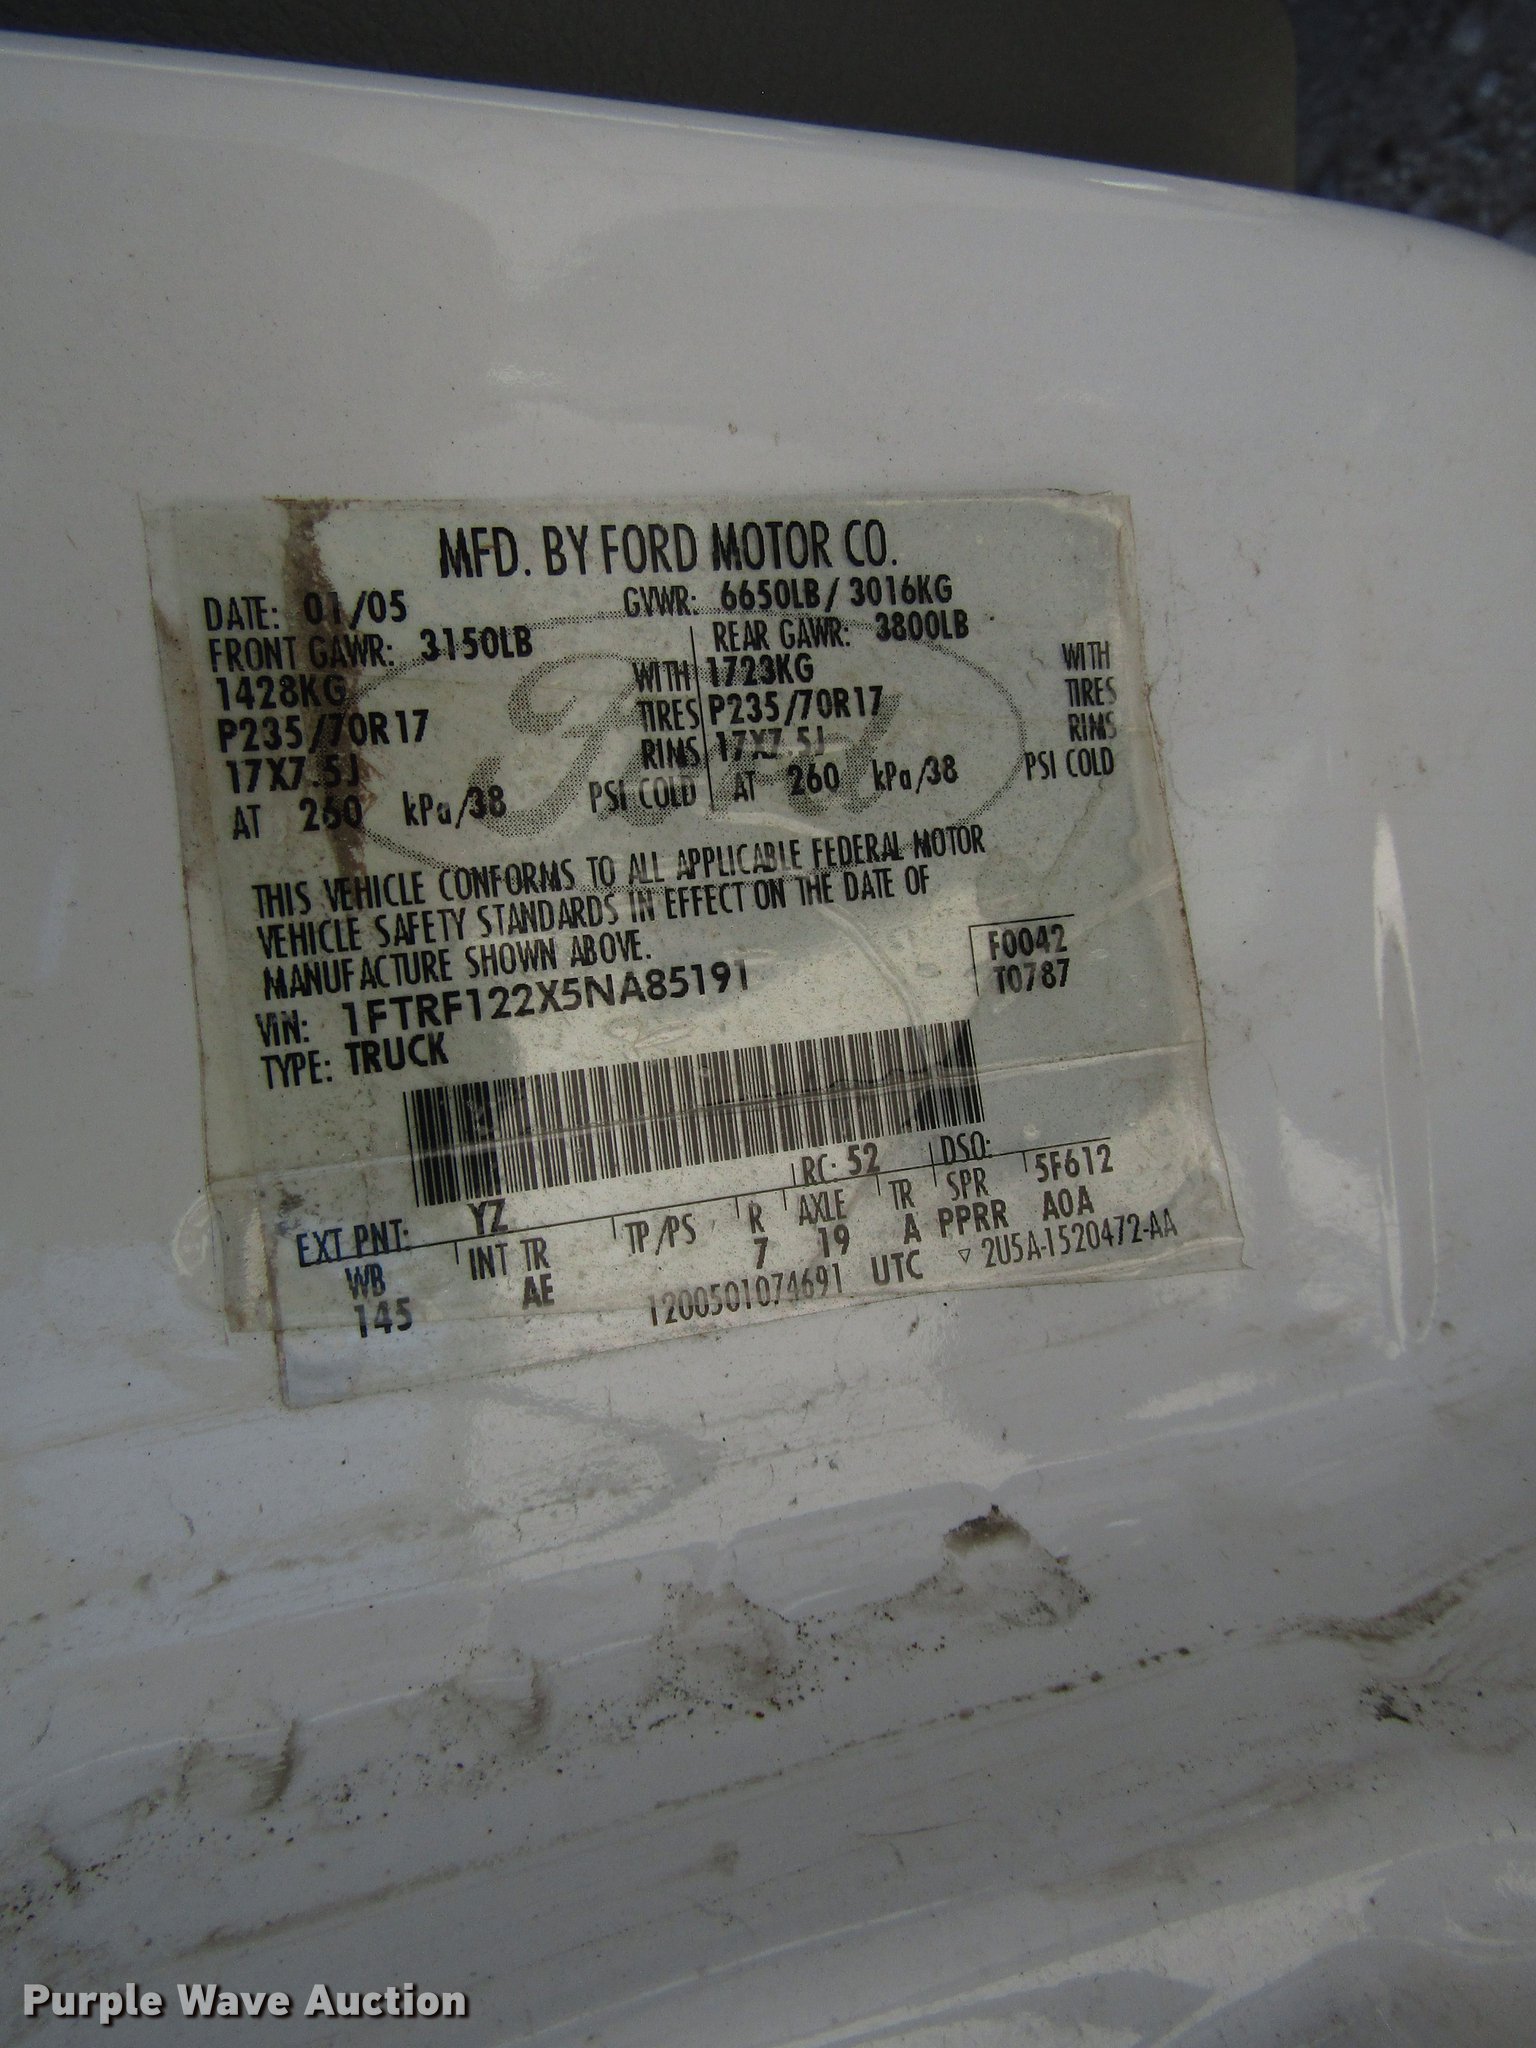 MFD. BY FORD MOTOR CO.
DATE: 01/05 GVWR: 6650LB / 3016KG
FRONT GAWR: 3150LB REAR GAWR: 3800LB
1428KG WITH 1723KG WITH
P235/70R17 TIRES P235/70R17 TIRES
17X7.5J RIMS 17X7.5J RIMS
AT 260 kPa/38 PSI COLD AT 260 kPa/38 PSI COLD
Ford
THIS VEHICLE CONFORMS TO ALL APPLICABLE FEDERAL MOTOR
VEHICLE SAFETY STANDARDS IN EFFECT ON THE DATE OF
MANUFACTURE SHOWN ABOVE.
F0042
VIN: 1FTRF122X5NA85191 T0787
TYPE: TRUCK
EXT PNT: YZ RC: 52 DSO:
WB INT TR TP/PS R AXLE TR SPR 5F612
145 AE 7 19 A PPRR A0A
1200501074691 UTC ▽ 2U5A-1520472-AA
Purple Wave Auction